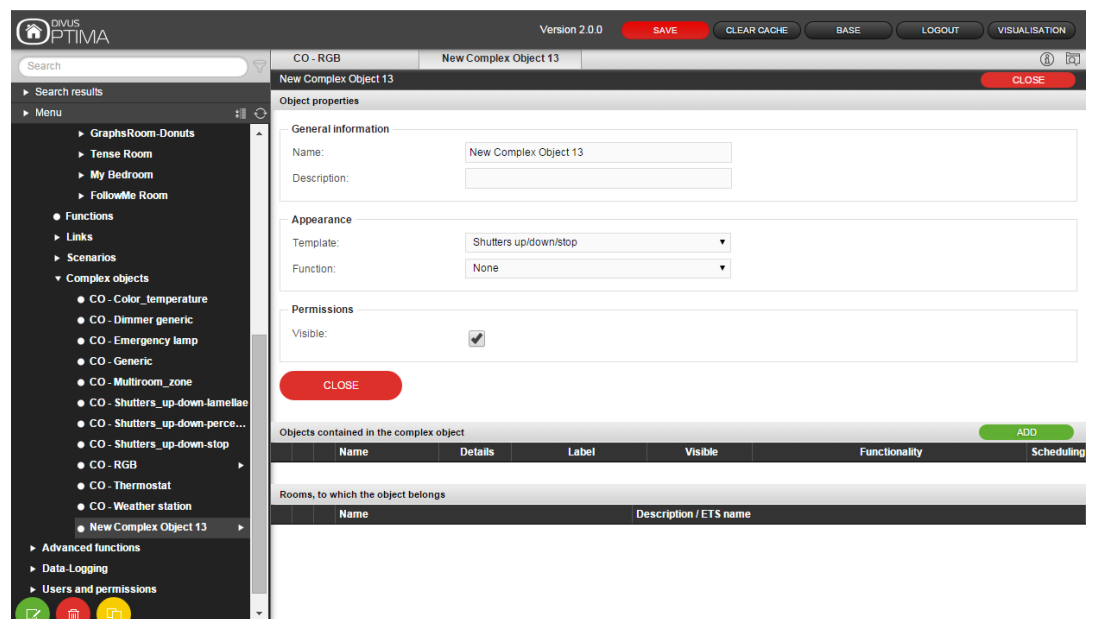 DIVUS
OPTIMA
Version 2.0.0
SAVE
CLEAR CACHE
BASE
LOGOUT
VISUALISATION
Search
Search results
Menu
GraphsRoom-Donuts
Tense Room
My Bedroom
FollowMe Room
Functions
Links
Scenarios
Complex objects
CO - Color_temperature
CO - Dimmer generic
CO - Emergency lamp
CO - Generic
CO - Multiroom_zone
CO - Shutters_up-down-lamellae
CO - Shutters_up-down-perce...
CO - Shutters_up-down-stop
CO - RGB
CO - Thermostat
CO - Weather station
New Complex Object 13
Advanced functions
Data-Logging
Users and permissions
CO - RGB New Complex Object 13
New Complex Object 13 CLOSE
Object properties
General information
Name: New Complex Object 13
Description:
Appearance
Template: Shutters up/down/stop
Function: None
Permissions
Visible:
CLOSE
Objects contained in the complex object ADD
Name Details Label Visible Functionality Scheduling
Rooms, to which the object belongs
Name Description / ETS name